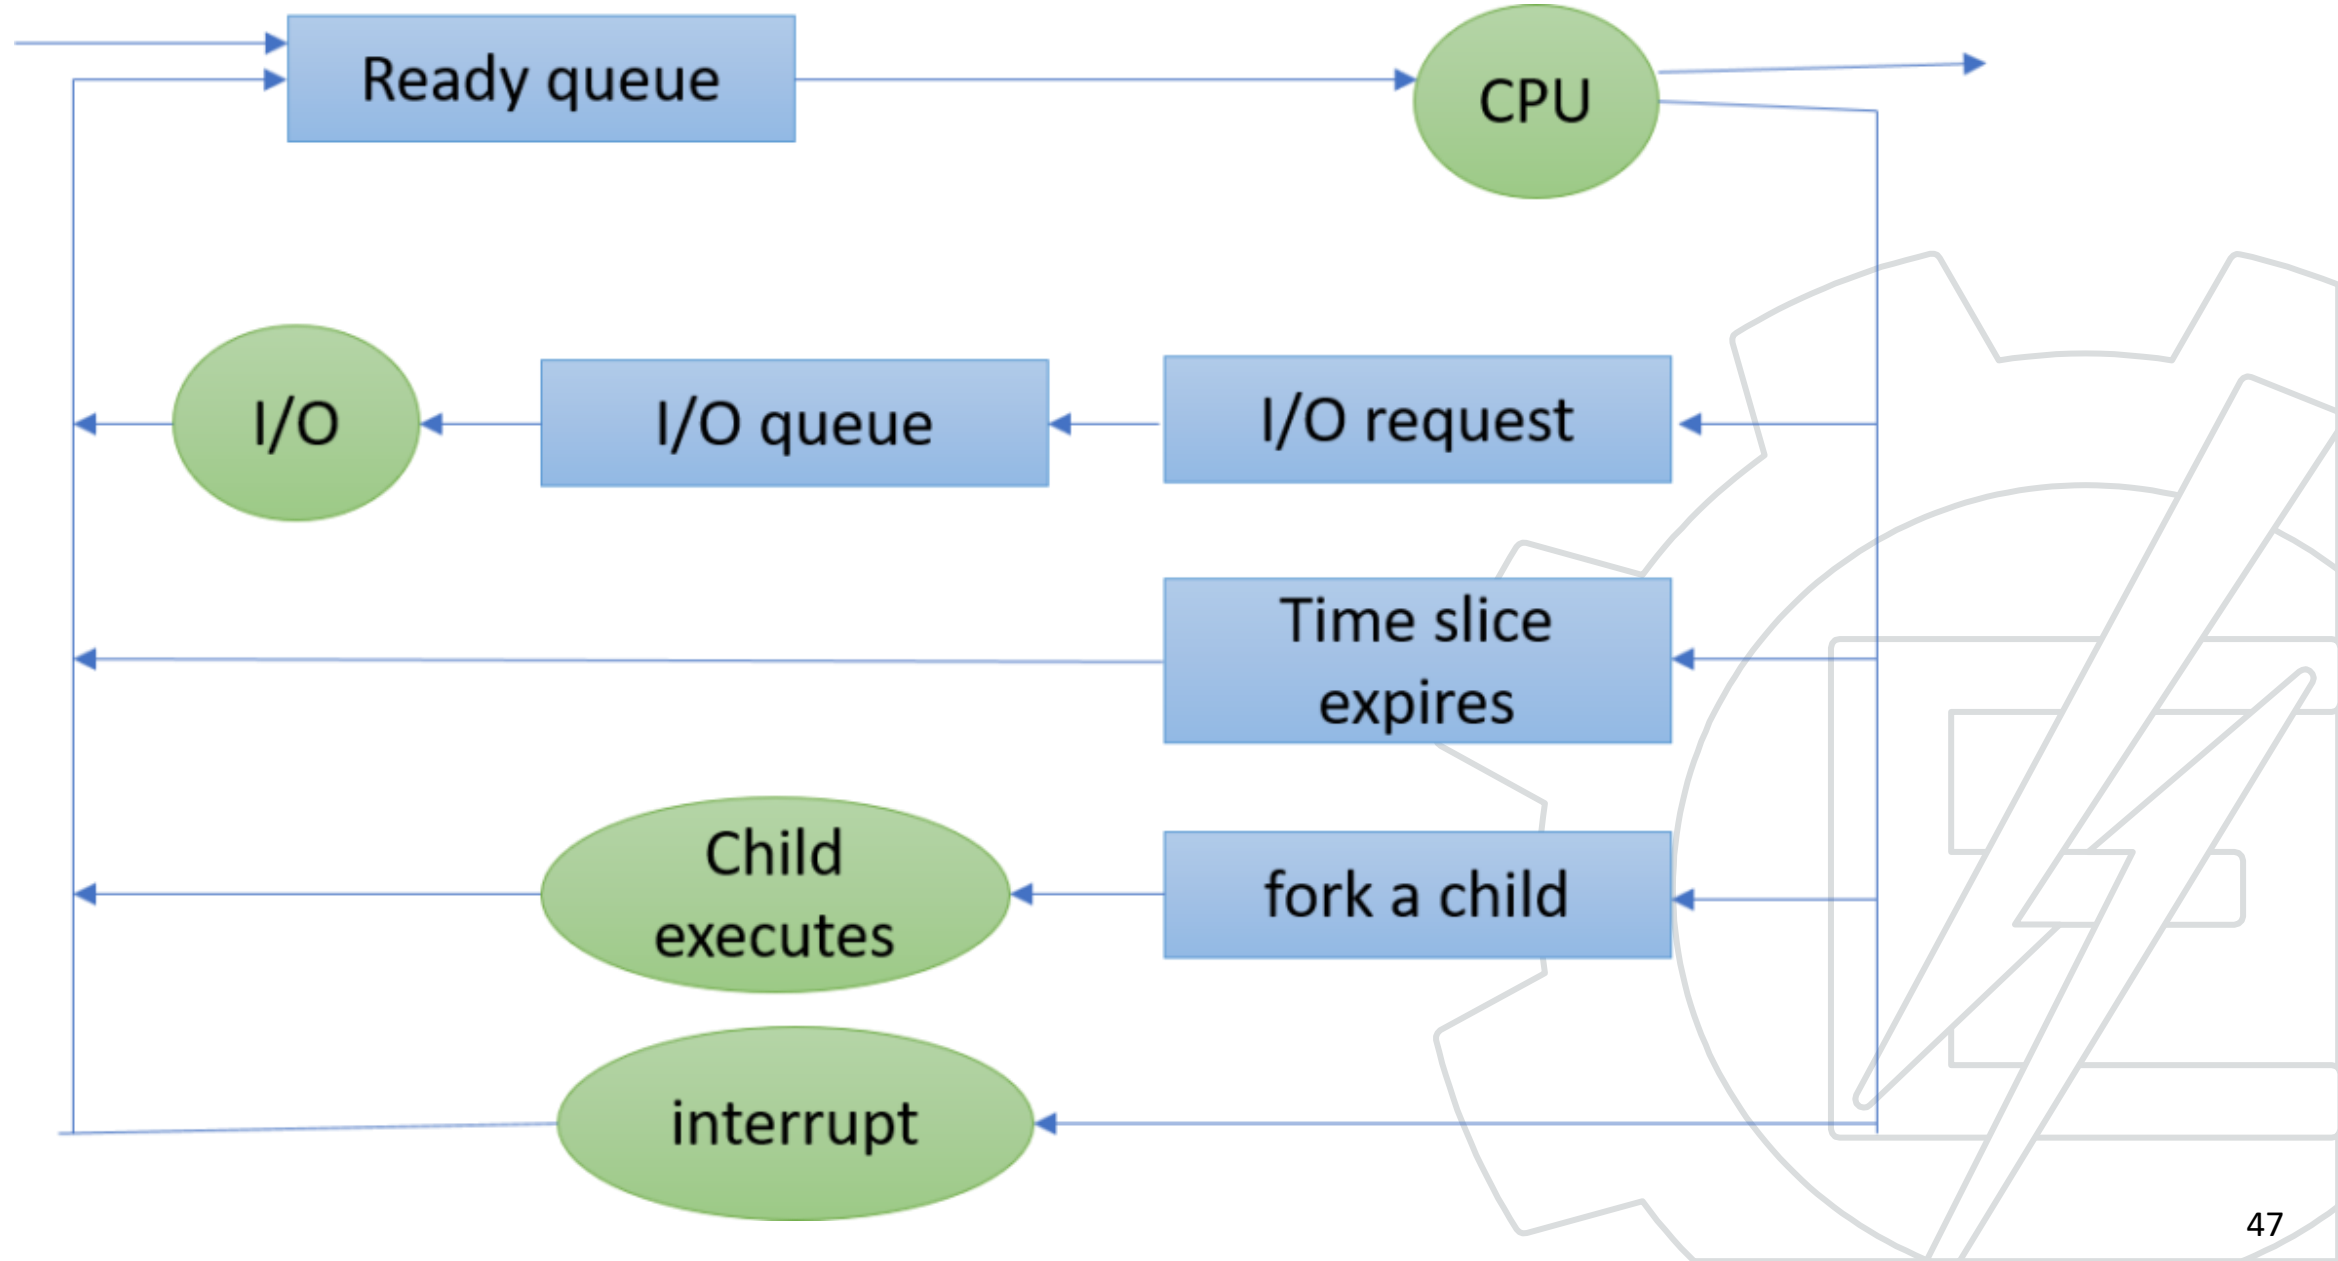 Ready queue
CPU
I/O
I/O queue
I/O request
Time slice
expires
Child
executes
fork a child
interrupt
47